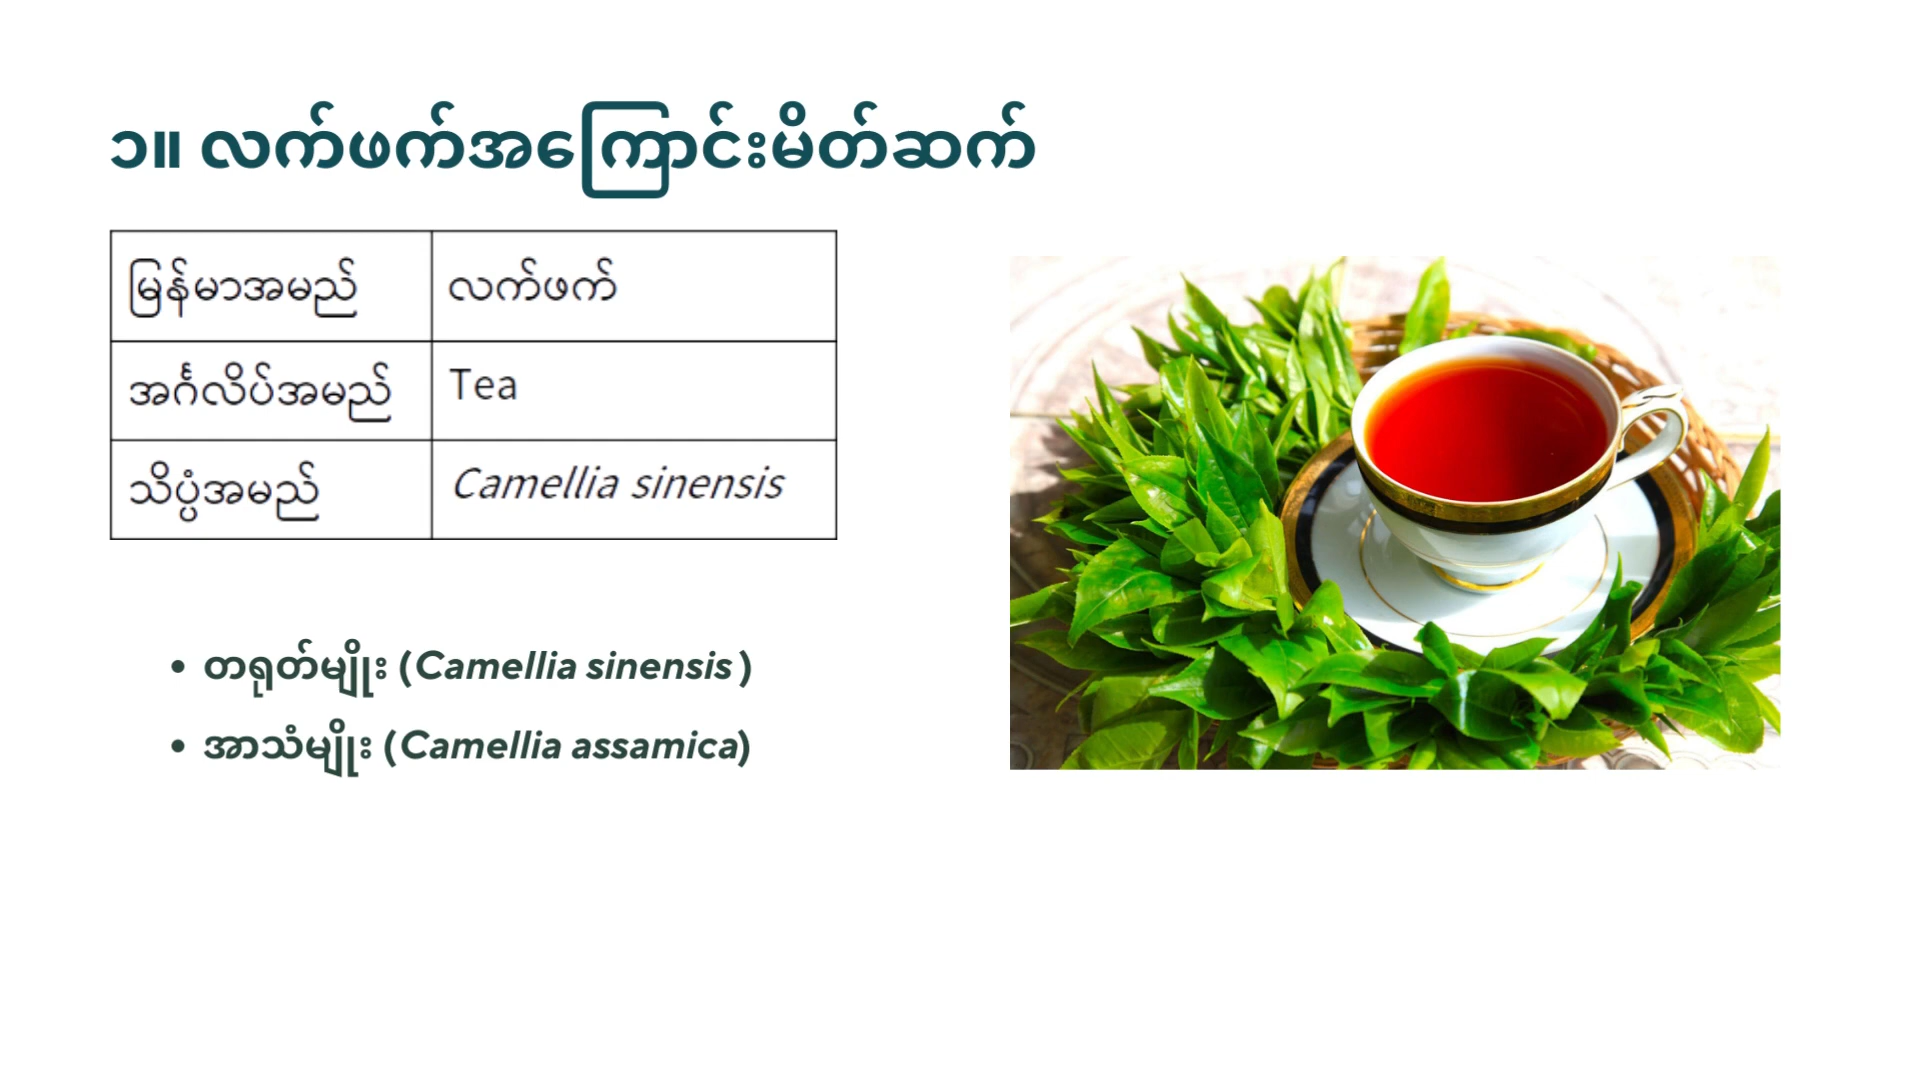 ၁။ လက်ဖက်အကြောင်းမိတ်ဆက်
မြန်မာအမည် လက်ဖက်
အင်္ဂလိပ်အမည် Tea
သိပ္ပံအမည် Camellia sinensis
• တရုတ်မျိုး (Camellia sinensis )
• အာသံမျိုး (Camellia assamica)